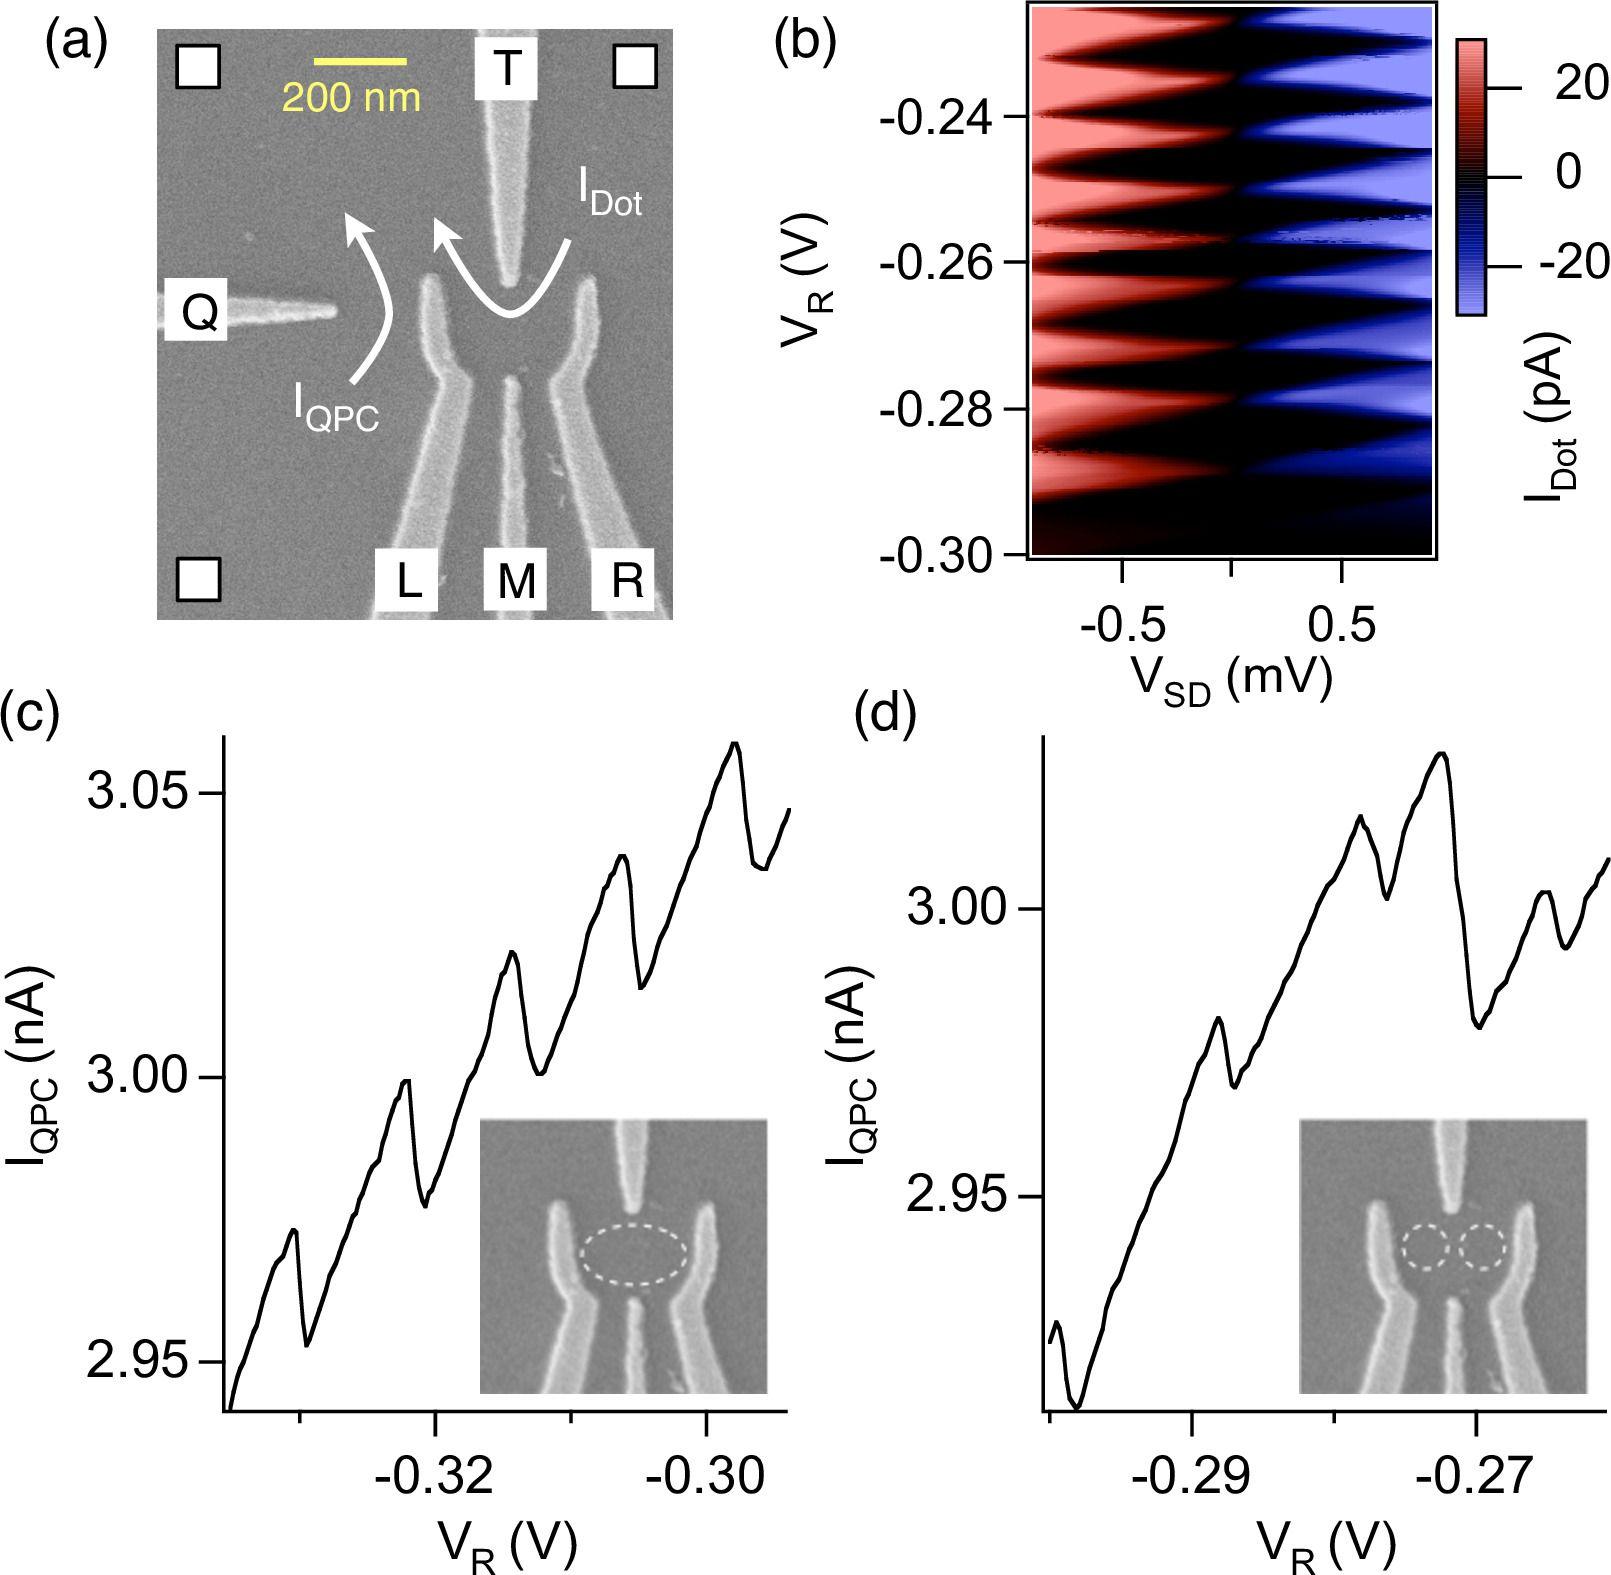 (a)
200 nm
T
I_Dot
Q
I_QPC
L M R
(b)
V_R (V)
-0.24
-0.26
-0.28
-0.30
-0.5 0.5
V_SD (mV)
20
0
-20
I_Dot (pA)
(c)
I_QPC (nA)
3.05
3.00
2.95
-0.32 -0.30
V_R (V)
(d)
I_QPC (nA)
3.00
2.95
-0.29 -0.27
V_R (V)